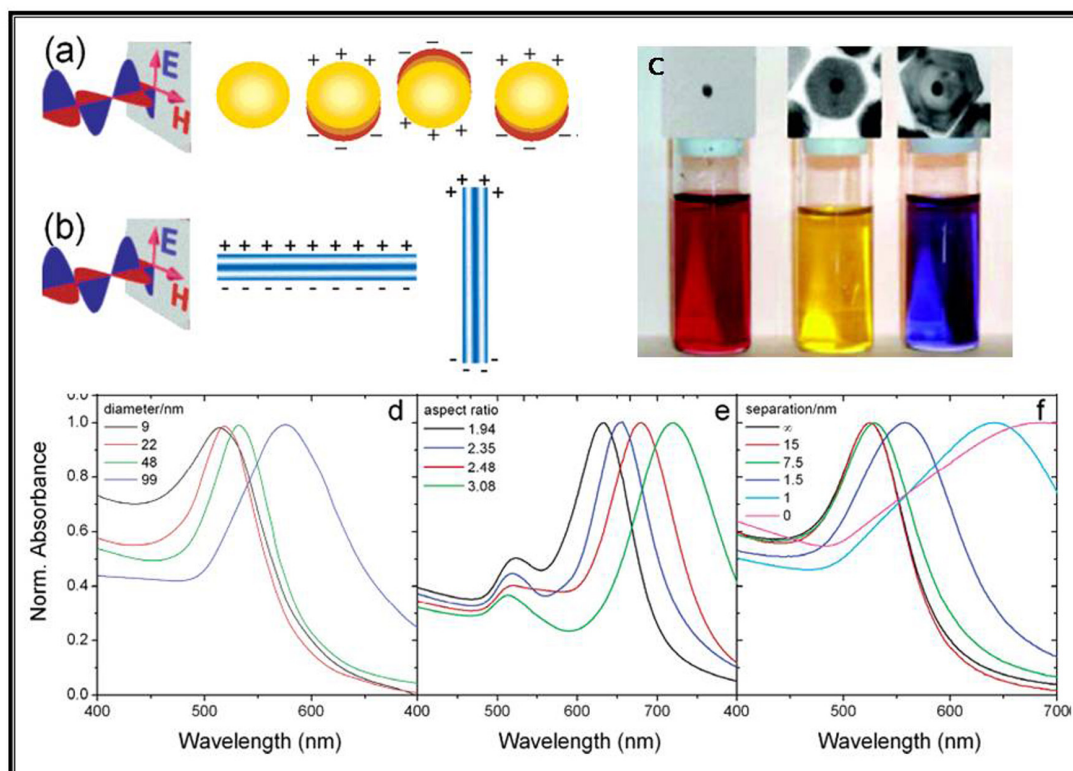 (a)
E
H
+ + +
− − −
− − −
+ + +
+ + +
− − −
C
(b)
E
H
+ + + + + + + + +
- - - - - - - - -
+ + + +
- - - -
d
diameter/nm
9
22
48
99
e
aspect ratio
1.94
2.35
2.48
3.08
f
separation/nm
∞
15
7.5
1.5
1
0
Norm. Absorbance
1.0
0.8
0.6
0.4
0.2
0.0
400 500 600 400 500 600 700 400 500 600 700
Wavelength (nm) Wavelength (nm) Wavelength (nm)